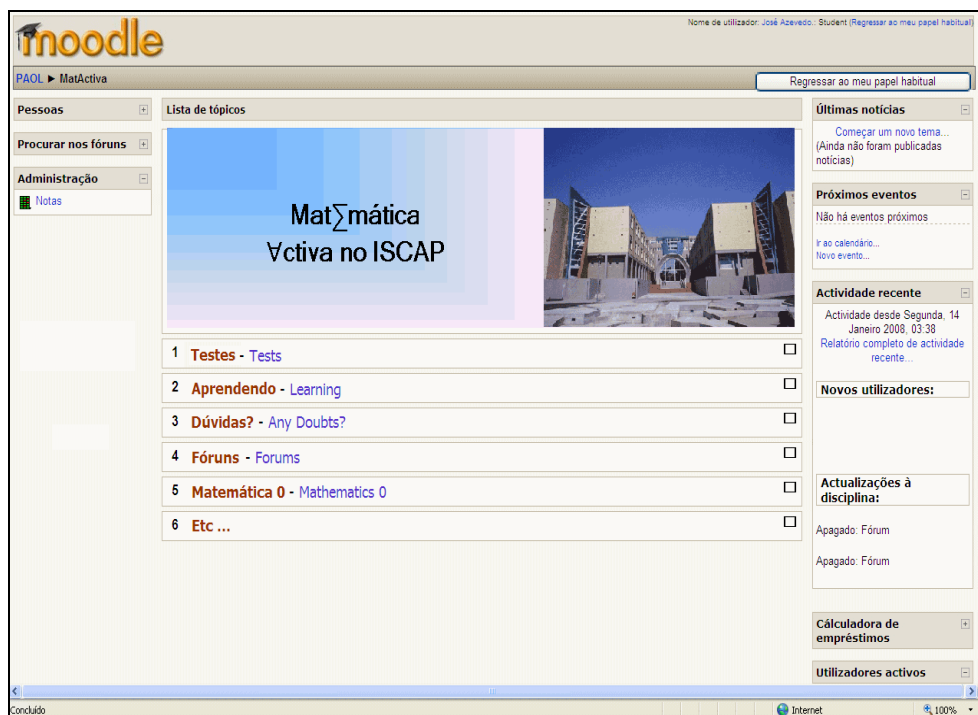 moodle
Nome de utilizador: José Azevedo.: Student (Regressar ao meu papel habitual)
PAOL ► MatActiva
Regressar ao meu papel habitual
Pessoas
Procurar nos fóruns
Administração
Notas
Lista de tópicos
Mat∑mática
∀ctiva no ISCAP
1 Testes - Tests
2 Aprendendo - Learning
3 Dúvidas? - Any Doubts?
4 Fóruns - Forums
5 Matemática 0 - Mathematics 0
6 Etc ...
Últimas notícias
Começar um novo tema...
(Ainda não foram publicadas
notícias)
Próximos eventos
Não há eventos próximos
Ir ao calendário...
Novo evento...
Actividade recente
Actividade desde Segunda, 14
Janeiro 2008, 03:38
Relatório completo de actividade
recente...
Novos utilizadores:
Actualizações à
disciplina:
Apagado: Fórum
Apagado: Fórum
Cálculadora de
empréstimos
Utilizadores activos
Concluído
Internet
100%